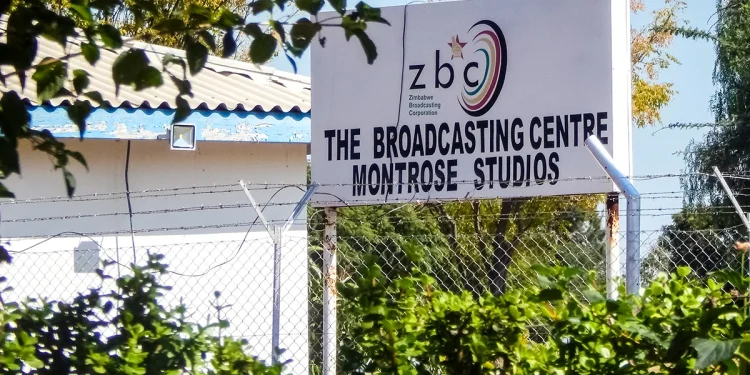 zbc
Zimbabwe
Broadcasting
Corporation
THE BROADCASTING CENTRE
MONTROSE STUDIOS